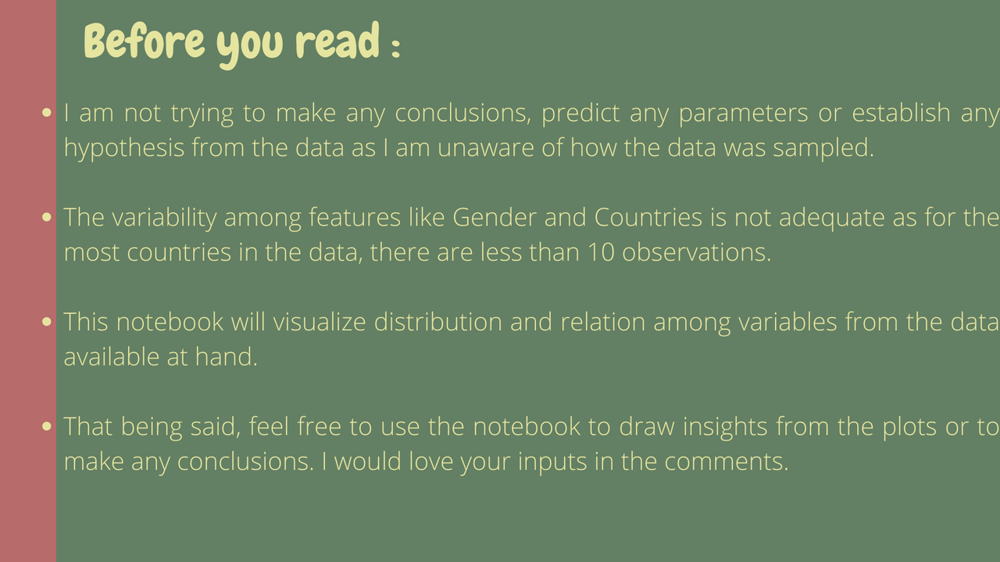 Before you read :
• I am not trying to make any conclusions, predict any parameters or establish any
hypothesis from the data as I am unaware of how the data was sampled.
• The variability among features like Gender and Countries is not adequate as for the
most countries in the data, there are less than 10 observations.
• This notebook will visualize distribution and relation among variables from the data
available at hand.
• That being said, feel free to use the notebook to draw insights from the plots or to
make any conclusions. I would love your inputs in the comments.